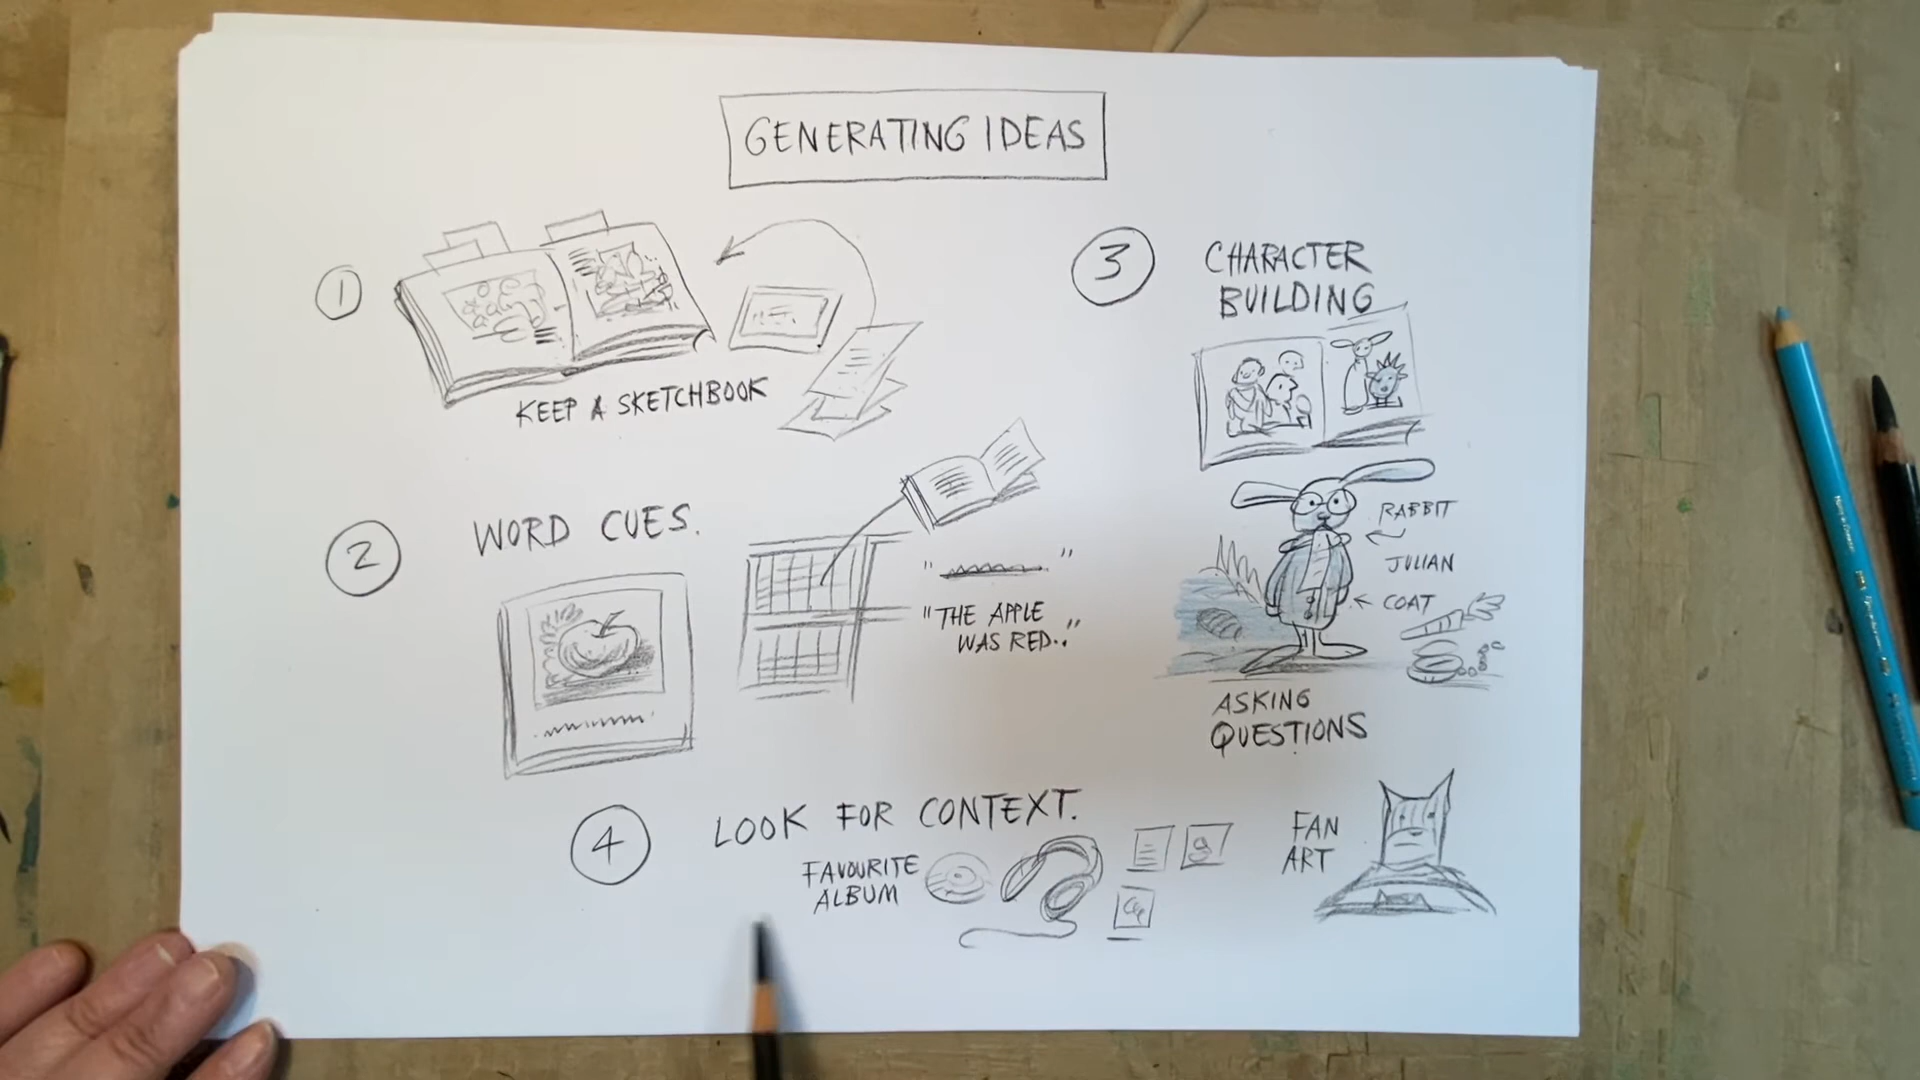 GENERATING IDEAS
1
KEEP A SKETCHBOOK
2
WORD CUES.
"THE APPLE
WAS RED.."
3
CHARACTER
BUILDING
RABBIT
JULIAN
COAT
ASKING
QUESTIONS
4
LOOK FOR CONTEXT.
FAVOURITE
ALBUM
FAN
ART